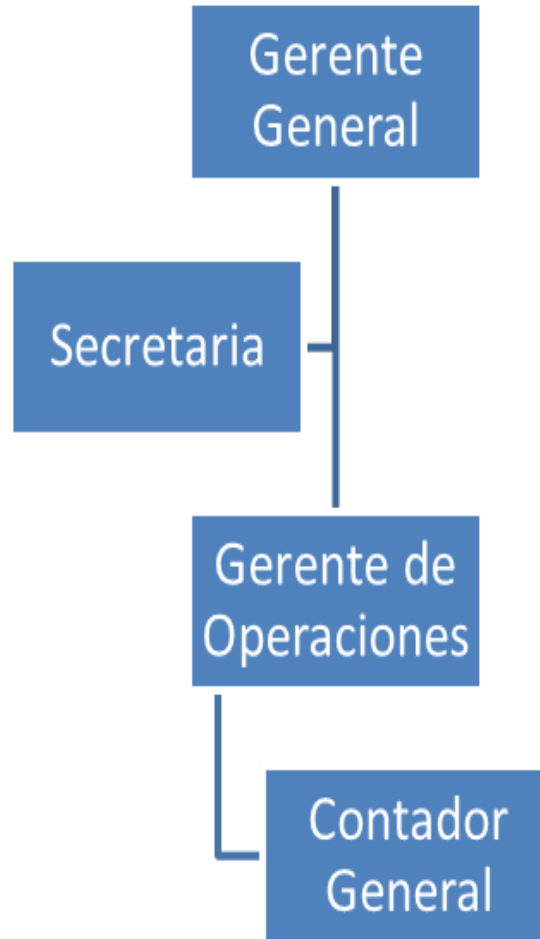 Gerente
General
Secretaria
Gerente de
Operaciones
Contador
General